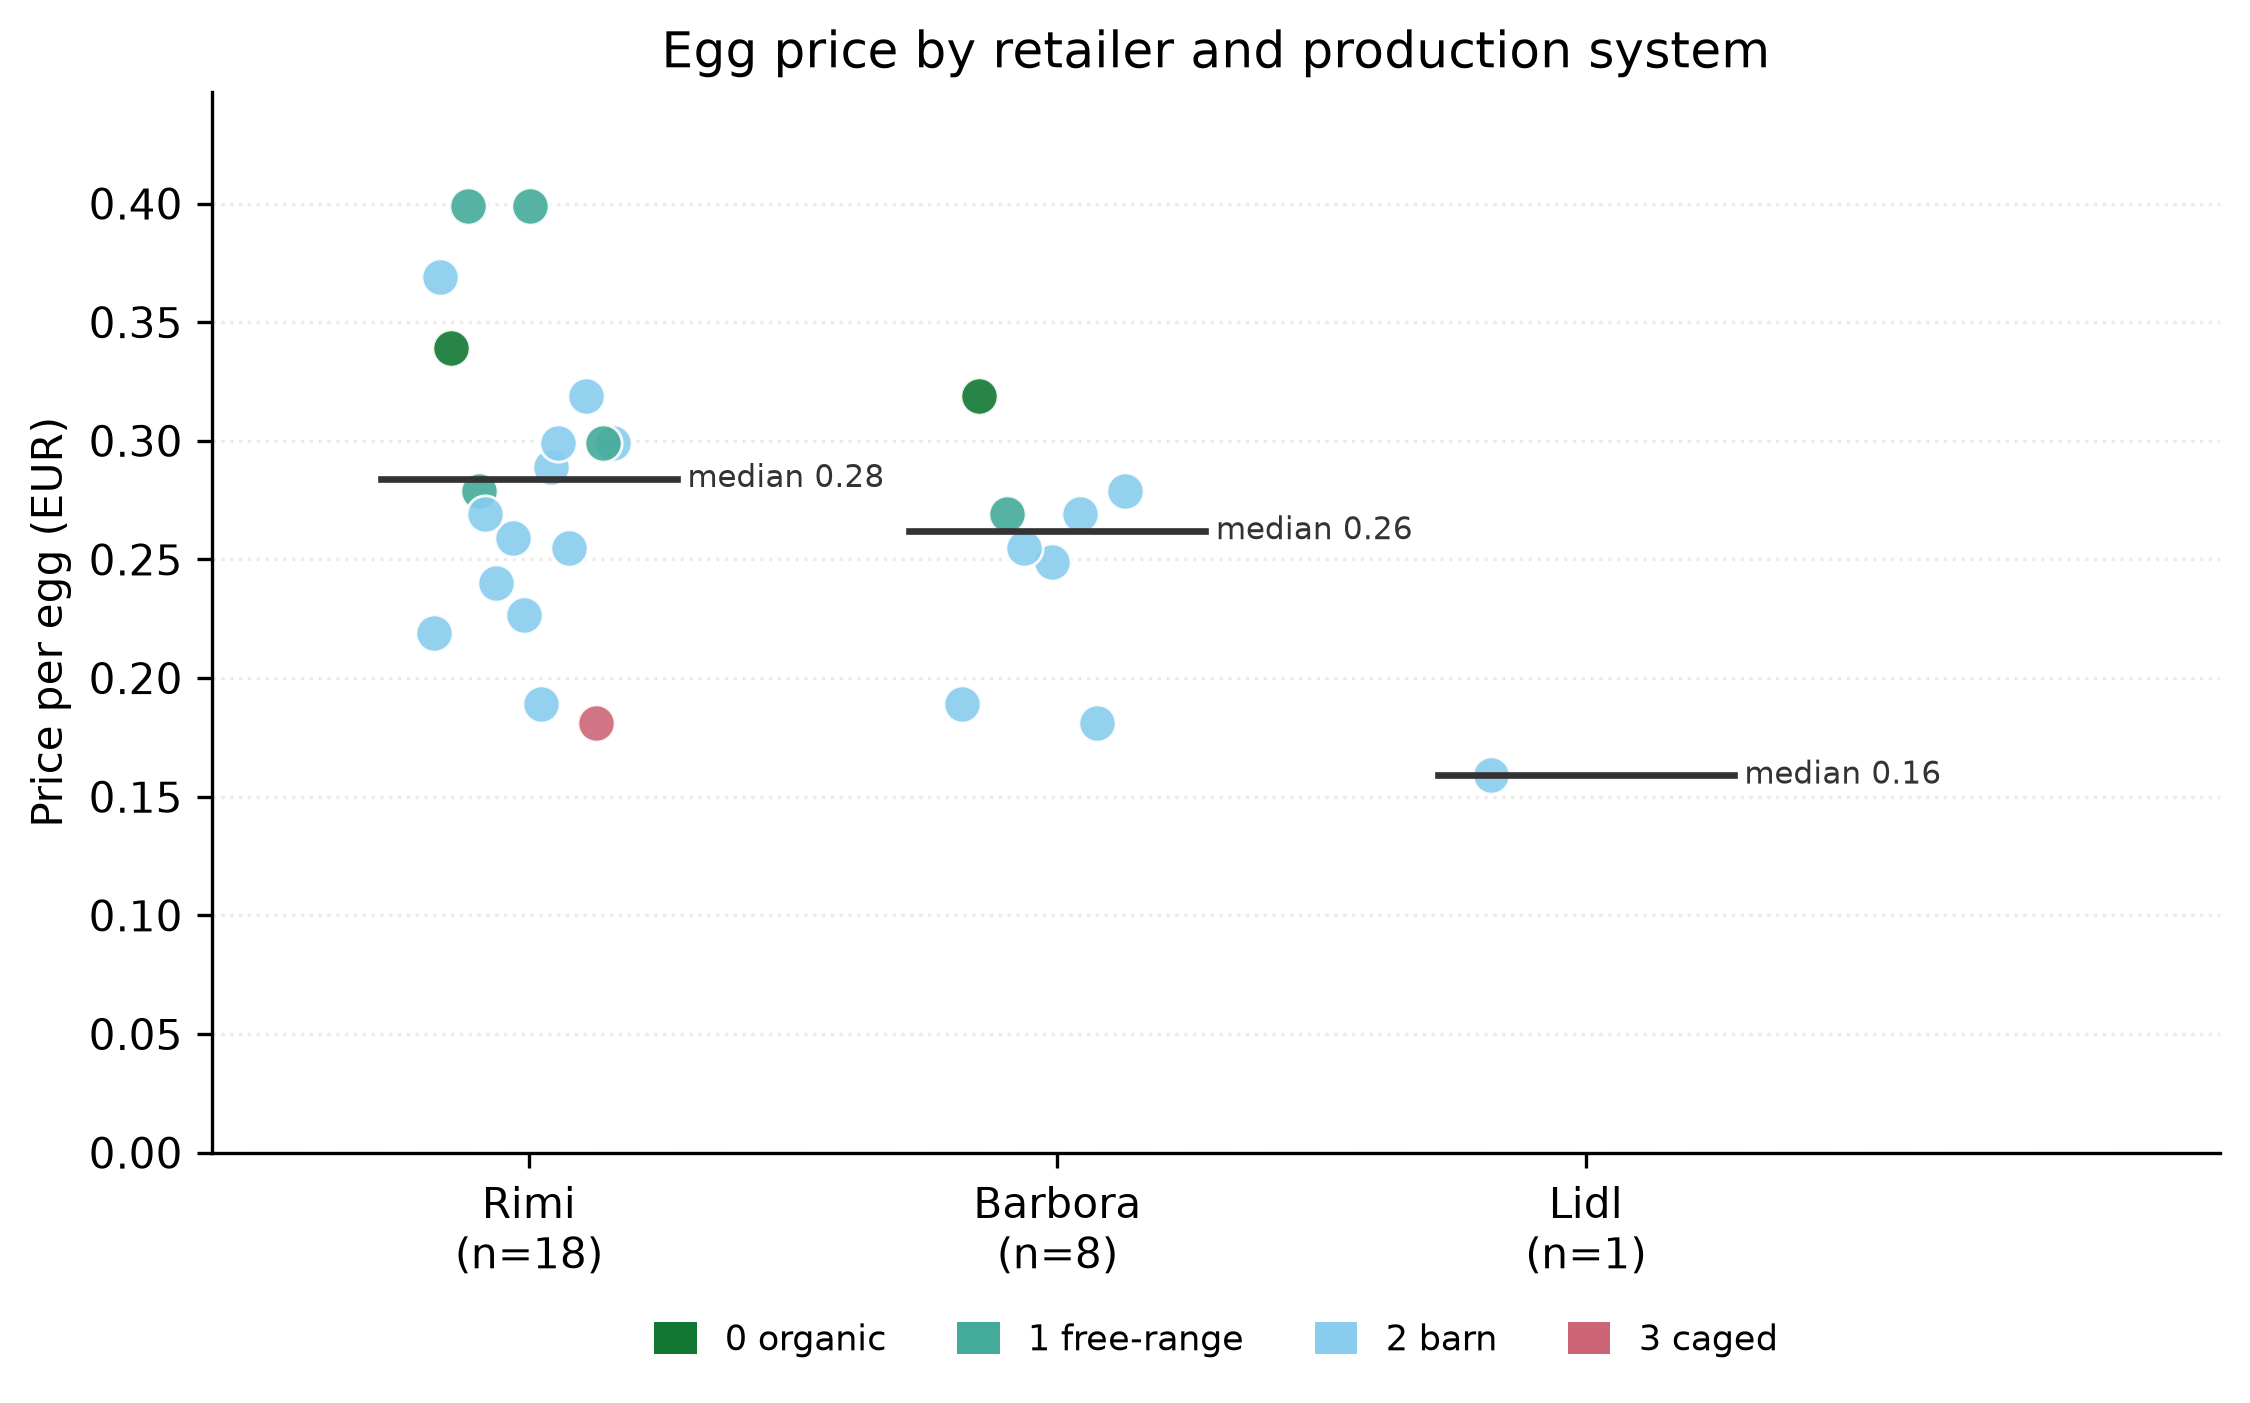 Egg price by retailer and production system
Price per egg (EUR)
0.40
0.35
0.30
0.25
0.20
0.15
0.10
0.05
0.00
median 0.28
median 0.26
median 0.16
Rimi
(n=18)
Barbora
(n=8)
Lidl
(n=1)
0 organic
1 free-range
2 barn
3 caged